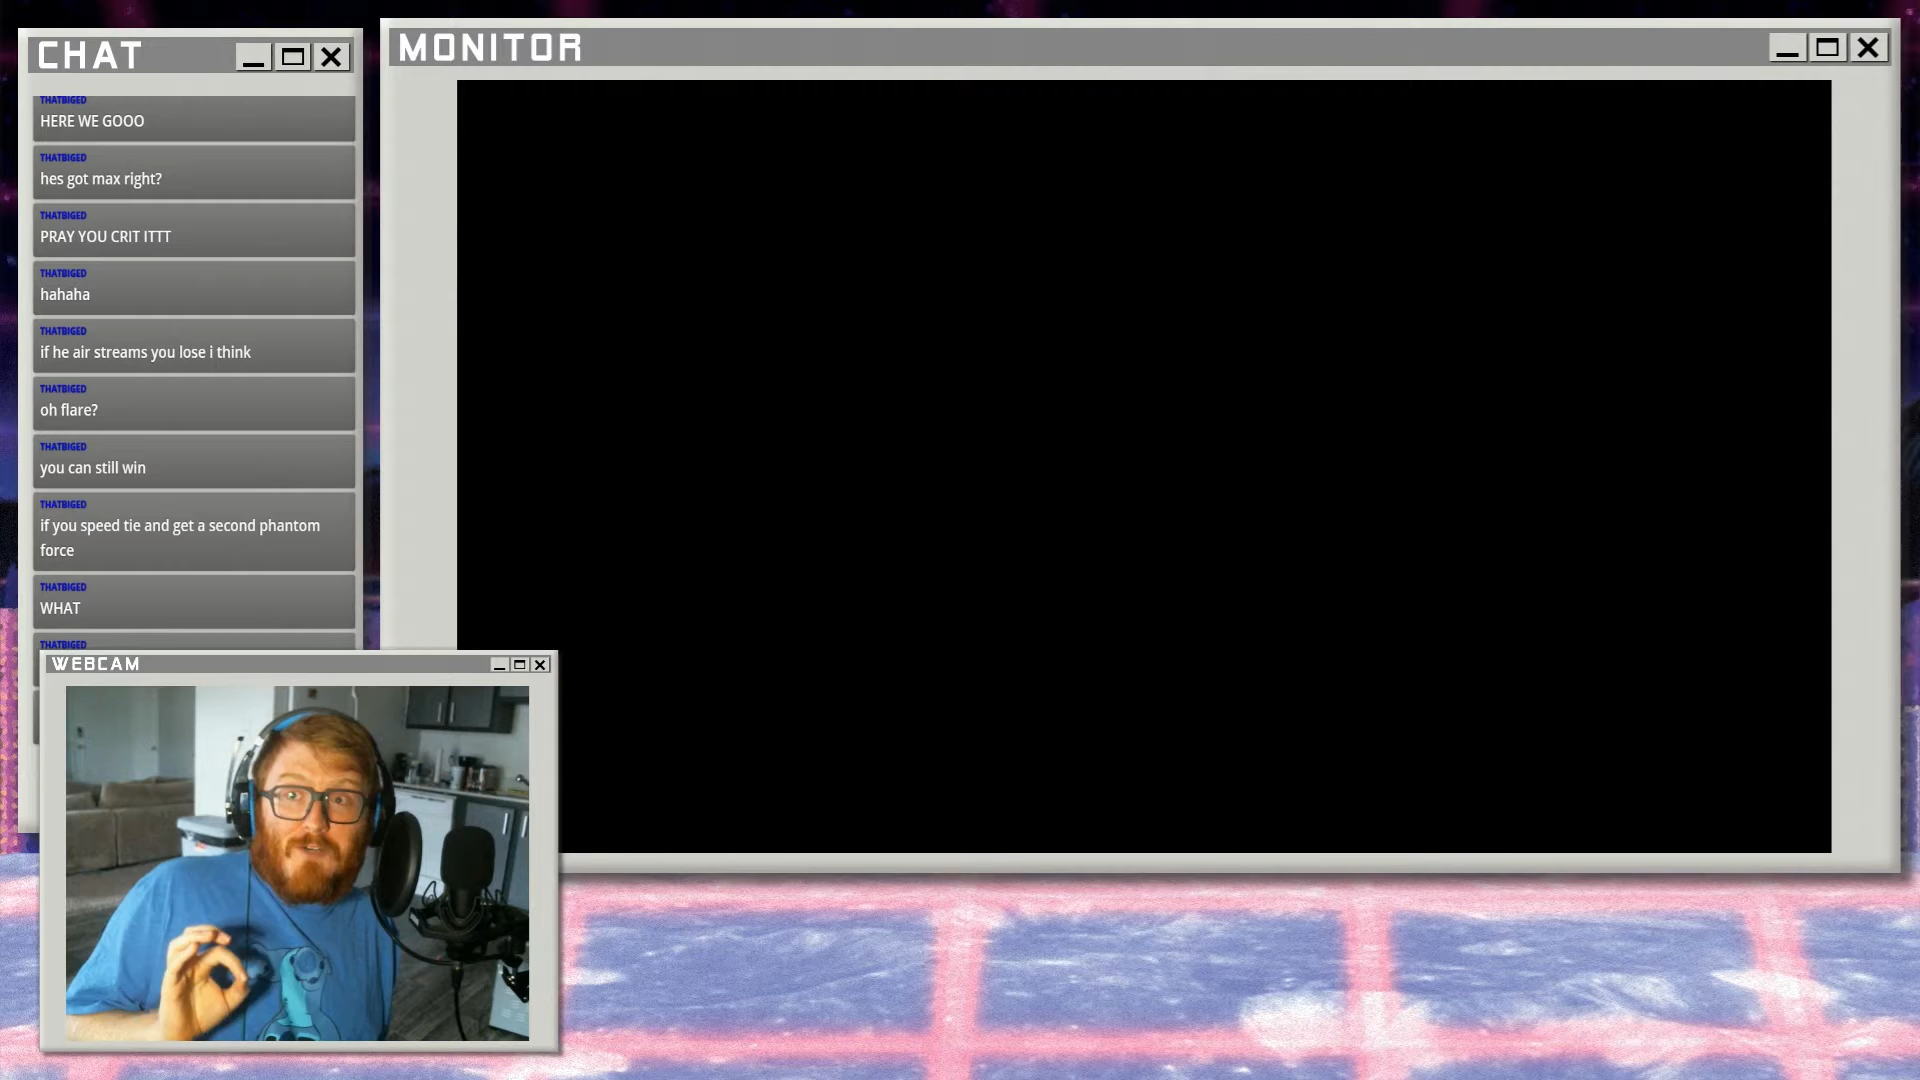 CHAT
THATBIGED
HERE WE GOOO
THATBIGED
hes got max right?
THATBIGED
PRAY YOU CRIT ITTT
THATBIGED
hahaha
THATBIGED
if he air streams you lose i think
THATBIGED
oh flare?
THATBIGED
you can still win
THATBIGED
if you speed tie and get a second phantom
force
THATBIGED
WHAT
THATBIGED
MONITOR
WEBCAM